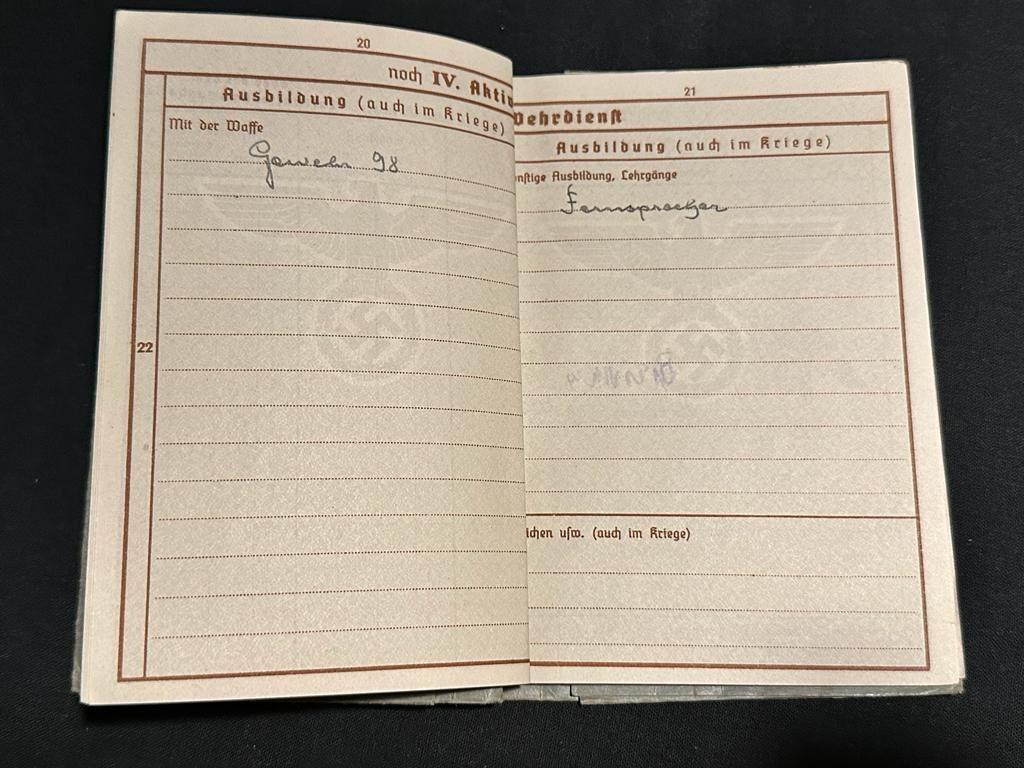 20
noch IV. Aktiv
Ausbildung (auch im Kriege)
Mit der Waffe
Gewehr 98
22
21
Wehrdienst
Ausbildung (auch im Kriege)
nstige Ausbildung, Lehrgänge
Fernsprecher
ichen usw. (auch im Kriege)